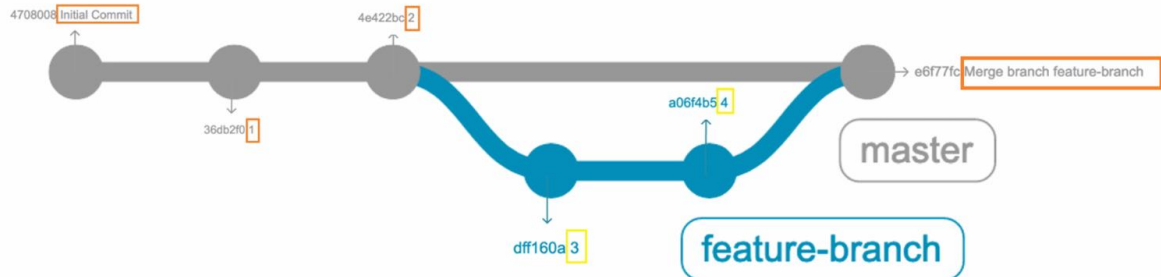 4708008 Initial Commit
4e422bc 2
e6f77fc Merge branch feature-branch
a06f4b5 4
36db2f0 1
master
dff160a 3
feature-branch